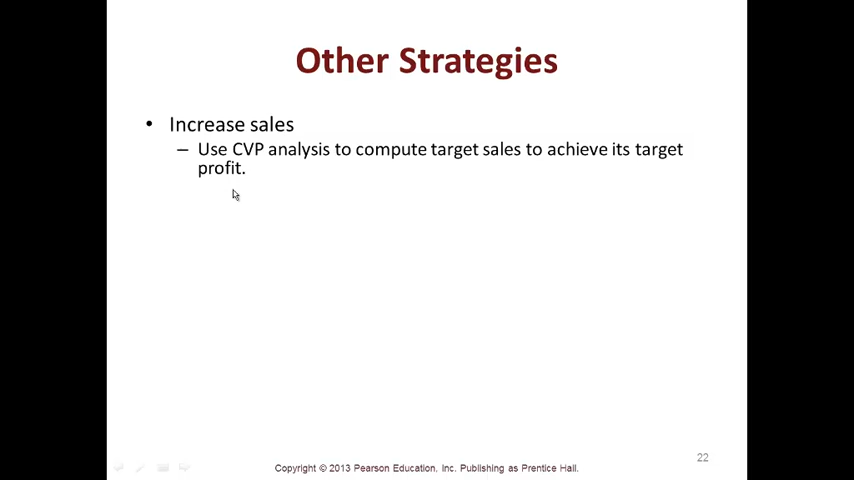 Other Strategies
• Increase sales
– Use CVP analysis to compute target sales to achieve its target
profit.
22
Copyright © 2013 Pearson Education, Inc. Publishing as Prentice Hall.